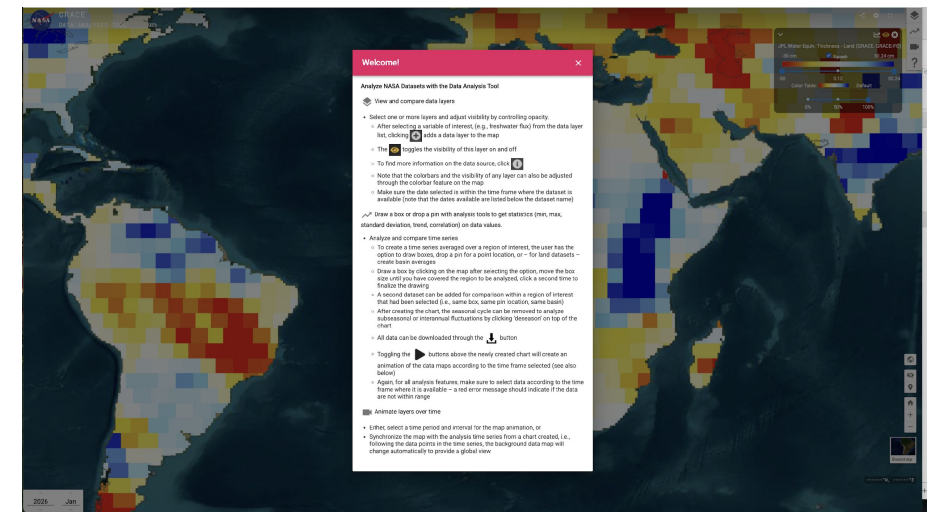 NASA
GRACE
Welcome!
×
Analyze NASA Datasets with the Data Analysis Tool
View and compare data layers
• Select one or more layers and adjust visibility by controlling opacity.
After selecting a variable of interest, (e.g., freshwater flux) from the data layer
list, clicking adds a data layer to the map
The toggles the visibility of this layer on and off
To find more information on the data source, click
Note that the colorbars and the visibility of any layer can also be adjusted
through the colorbar feature on the map
Make sure the date selected is within the time frame where the dataset is
available (note that the dates available are listed below the dataset name)
Draw a box or drop a pin with analysis tools to get statistics (min, max,
standard deviation, trend, correlation) on data values.
• Analyze and compare time series
To create a time series averaged over a region of interest, the user has the
option to draw boxes, drop a pin for a point location, or – for land datasets –
create basin averages
Draw a box by clicking on the map after selecting the option, move the box
size until you have covered the region to be analyzed, click a second time to
finalize the drawing
A second dataset can be added for comparison within a region of interest
that had been selected (i.e., same box, same pin location, same basin)
After creating the chart, the seasonal cycle can be removed to analyze
subseasonal or interannual fluctuations by clicking 'deseason' on top of the
chart
All data can be downloaded through the button
Toggling the buttons above the newly created chart will create an
animation of the data maps according to the time frame selected (see also
below)
Again, for all analysis features, make sure to select data according to the time
frame where it is available – a red error message should indicate if the data
are not within range
Animate layers over time
• Either, select a time period and interval for the map animation, or
• Synchronize the map with the analysis time series from a chart created, i.e.,
following the data points in the time series, the background data map will
change automatically to provide a global view
JPL Water Equiv. Thickness - Land (GRACE, GRACE-FO)
Color Table: Default
0% 50% 100%
?
Basemap
2026 Jan